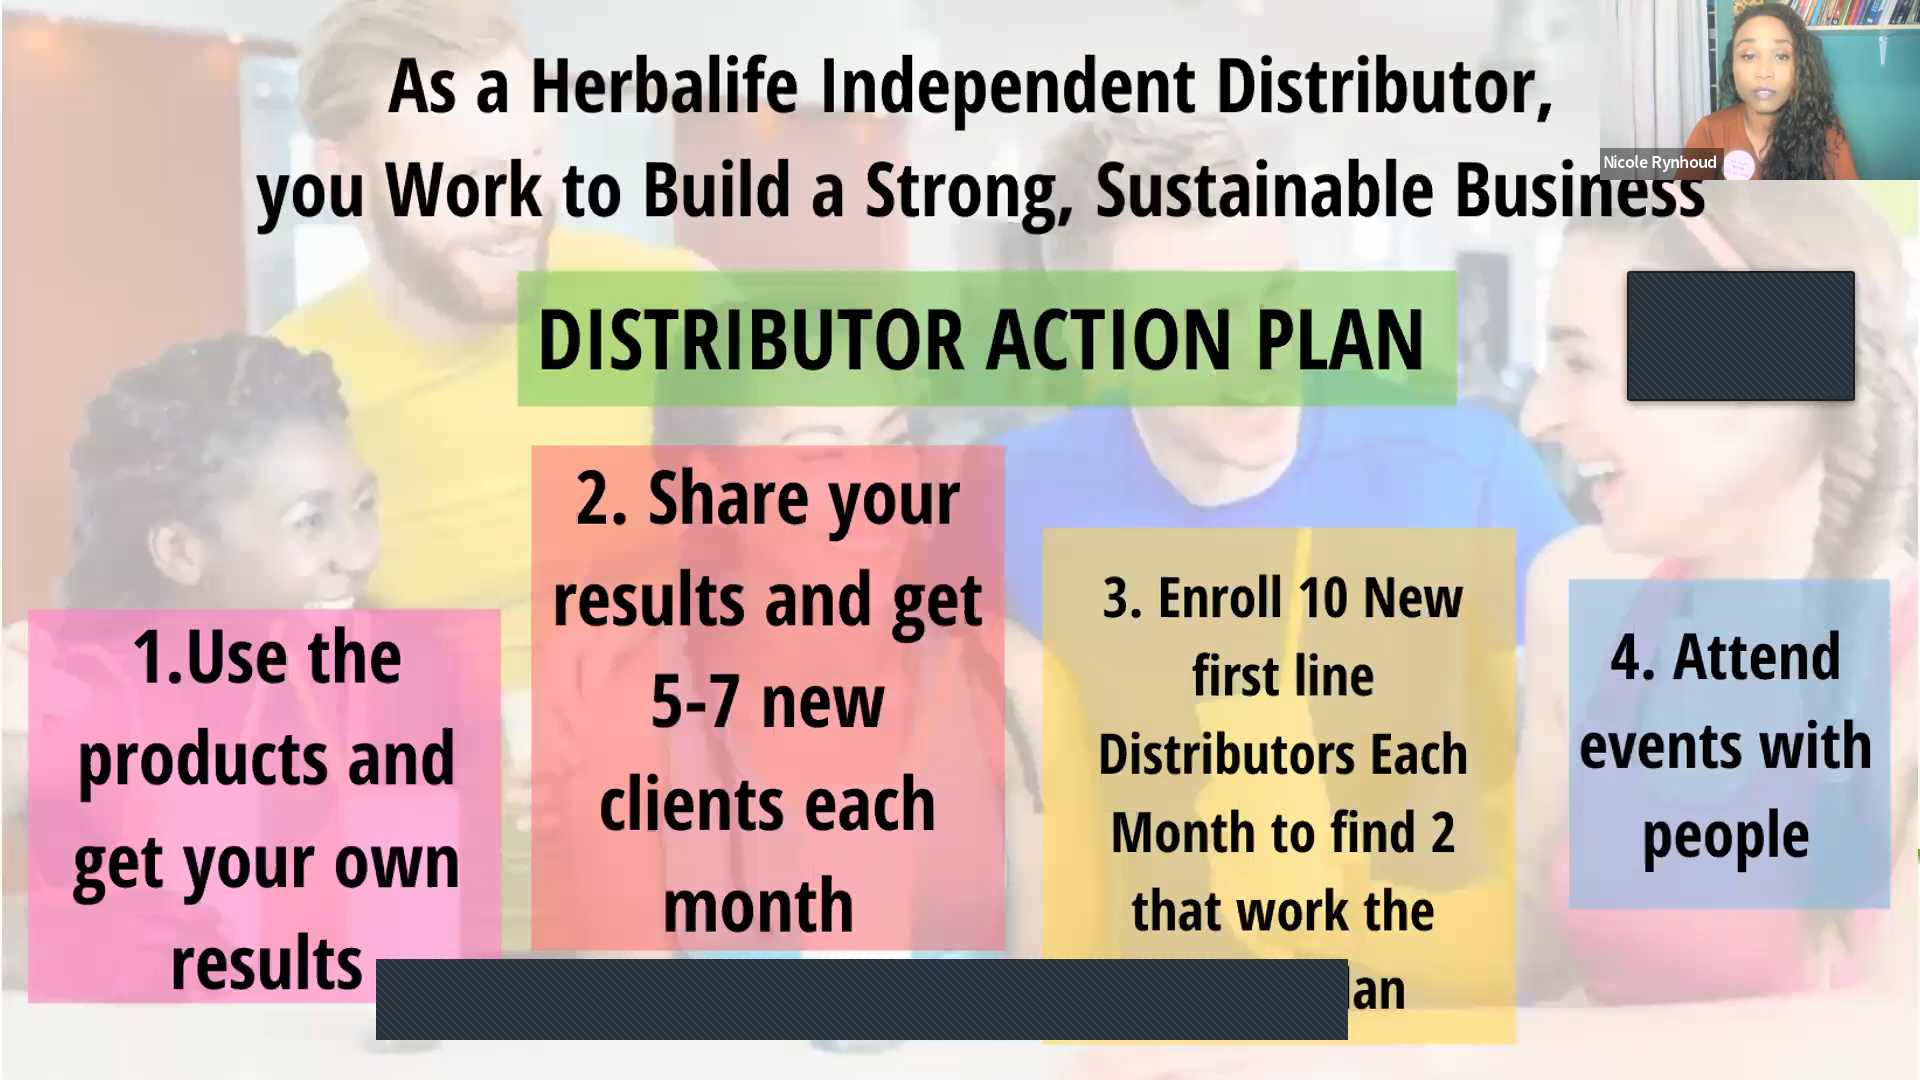 As a Herbalife Independent Distributor,
you Work to Build a Strong, Sustainable Business
Nicole Rynhoud
DISTRIBUTOR ACTION PLAN
1.Use the
products and
get your own
results
2. Share your
results and get
5-7 new
clients each
month
3. Enroll 10 New
first line
Distributors Each
Month to find 2
that work the
4. Attend
events with
people